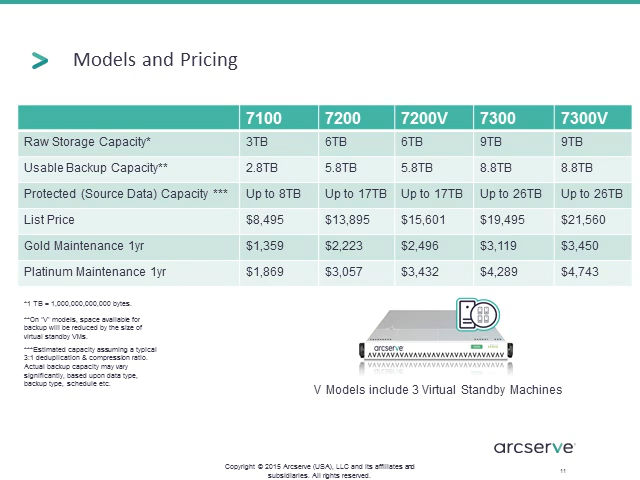 Models and Pricing
7100 7200 7200V 7300 7300V
Raw Storage Capacity* 3TB 6TB 6TB 9TB 9TB
Usable Backup Capacity** 2.8TB 5.8TB 5.8TB 8.8TB 8.8TB
Protected (Source Data) Capacity *** Up to 8TB Up to 17TB Up to 17TB Up to 26TB Up to 26TB
List Price $8,495 $13,895 $15,601 $19,495 $21,560
Gold Maintenance 1yr $1,359 $2,223 $2,496 $3,119 $3,450
Platinum Maintenance 1yr $1,869 $3,057 $3,432 $4,289 $4,743
*1 TB = 1,000,000,000,000 bytes.
**On "V" models, space available for
backup will be reduced by the size of
virtual standby VMs.
***Estimated capacity assuming a typical
3:1 deduplication & compression ratio.
Actual backup capacity may vary
significantly, based upon data type,
backup type, schedule etc.
arcserve
V Models include 3 Virtual Standby Machines
arcserve
Copyright © 2015 Arcserve (USA), LLC and its affiliates and
subsidiaries. All rights reserved.
11